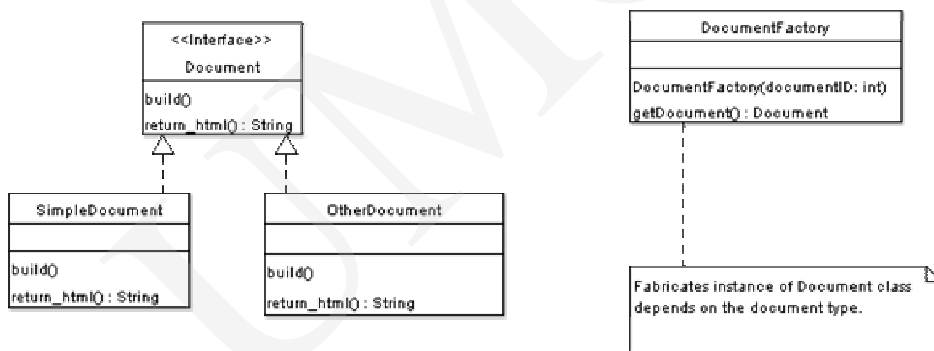 <<Interface>>
Document
build()
return_html() : String
SimpleDocument
build()
return_html() : String
OtherDocument
build()
return_html() : String
DocumentFactory
DocumentFactory(documentID: int)
getDocument() : Document
Fabricates instance of Document class
depends on the document type.
UMC